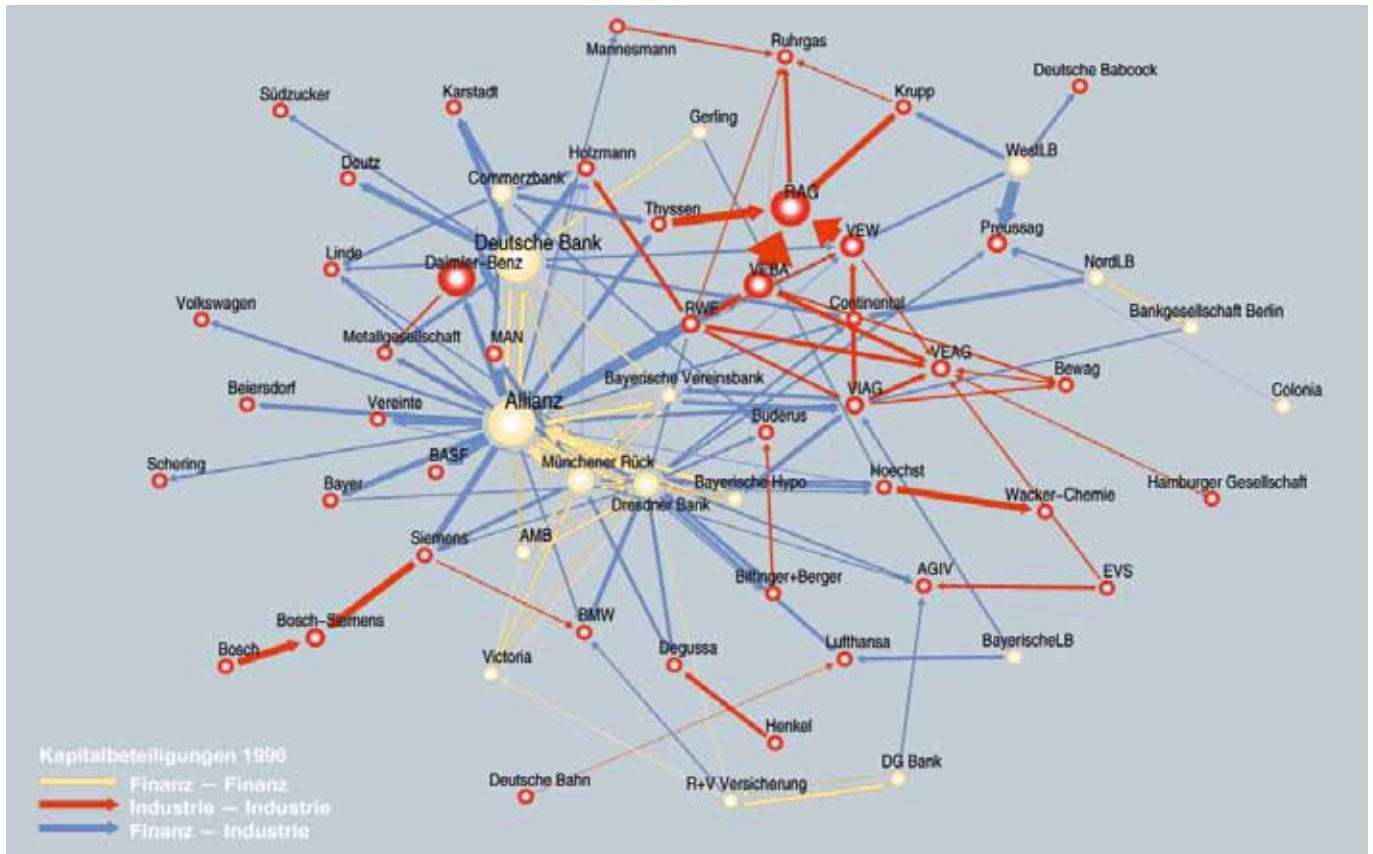 Mannesmann
Ruhrgas
Deutsche Babcock
Südzucker
Karstadt
Krupp
Gerling
WestLB
Holzmann
Deutz
Commerzbank
RAG
Thyssen
Preussag
VEW
Deutsche Bank
Linde
Daimler-Benz
VEBA
NordLB
Volkswagen
RWE
Continental
Bankgesellschaft Berlin
Metallgesellschaft
MAN
VEAG
Bewag
Bayerische Vereinsbank
Beiersdorf
Vereinte
Allianz
VIAG
Colonia
Buderus
Schering
BASF
Münchener Rück
Bayer
Bayerische Hypo
Hoechst
Wacker-Chemie
Hamburger Gesellschaft
Dresdner Bank
Siemens
AMB
Bilfinger+Berger
AGIV
EVS
Bosch-Siemens
BMW
Bosch
Victoria
Degussa
Lufthansa
BayerischeLB
Henkel
Deutsche Bahn
R+V Versicherung
DG Bank
Kapitalbeteiligungen 1996
Finanz — Finanz
Industrie — Industrie
Finanz — Industrie